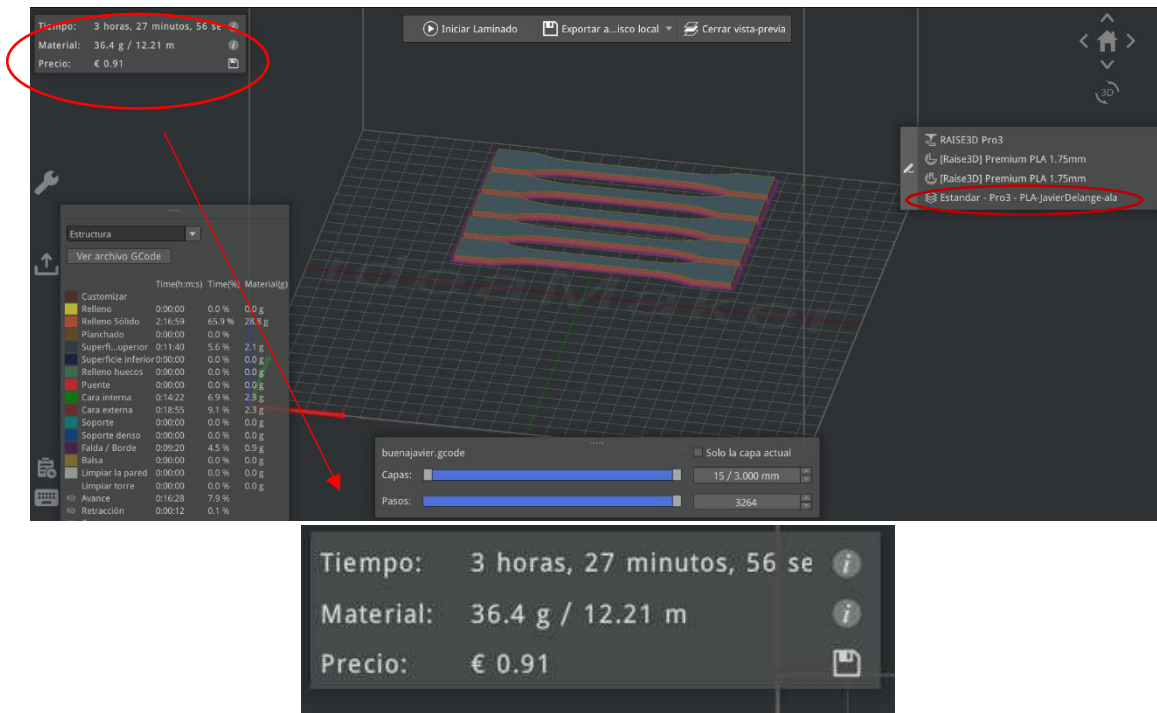 Tiempo: 3 horas, 27 minutos, 56 se
Material: 36.4 g / 12.21 m
Precio: € 0.91
Iniciar Laminado
Exportar a...isco local
Cerrar vista-previa
3D
RAISE3D Pro3
[Raise3D] Premium PLA 1.75mm
[Raise3D] Premium PLA 1.75mm
Estandar - Pro3 - PLA-JavierDelange-ala
Estructura
Ver archivo GCode
Time(h:m:s) Time(%) Material(g)
Customizar
Relleno 0:00:00 0.0 % 0.0 g
Relleno Sólido 2:16:59 65.9 % 28.8 g
Planchado 0:00:00 0.0 %
Superfi...uperior 0:11:40 5.6 % 2.1 g
Superficie inferior 0:00:00 0.0 % 0.0 g
Relleno huecos 0:00:00 0.0 % 0.0 g
Puente 0:00:00 0.0 % 0.0 g
Cara interna 0:14:22 6.9 % 2.3 g
Cara externa 0:18:55 9.1 % 2.3 g
Soporte 0:00:00 0.0 % 0.0 g
Soporte denso 0:00:00 0.0 % 0.0 g
Falda / Borde 0:09:20 4.5 % 0.9 g
Balsa 0:00:00 0.0 % 0.0 g
Limpiar la pared 0:00:00 0.0 % 0.0 g
Limpiar torre 0:00:00 0.0 % 0.0 g
Avance 0:16:28 7.9 %
Retracción 0:00:12 0.1 %
buenajavier.gcode
Solo la capa actual
Capas: 15 / 3.000 mm
Pasos: 3264
Tiempo: 3 horas, 27 minutos, 56 se
Material: 36.4 g / 12.21 m
Precio: € 0.91